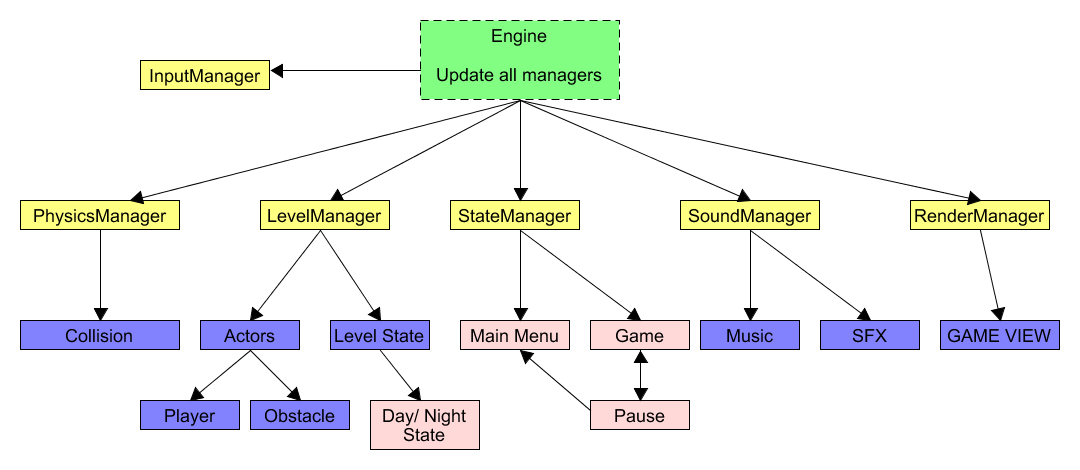 Engine
Update all managers
InputManager
PhysicsManager
LevelManager
StateManager
SoundManager
RenderManager
Collision
Actors
Level State
Main Menu
Game
Music
SFX
GAME VIEW
Player
Obstacle
Day/ Night
State
Pause